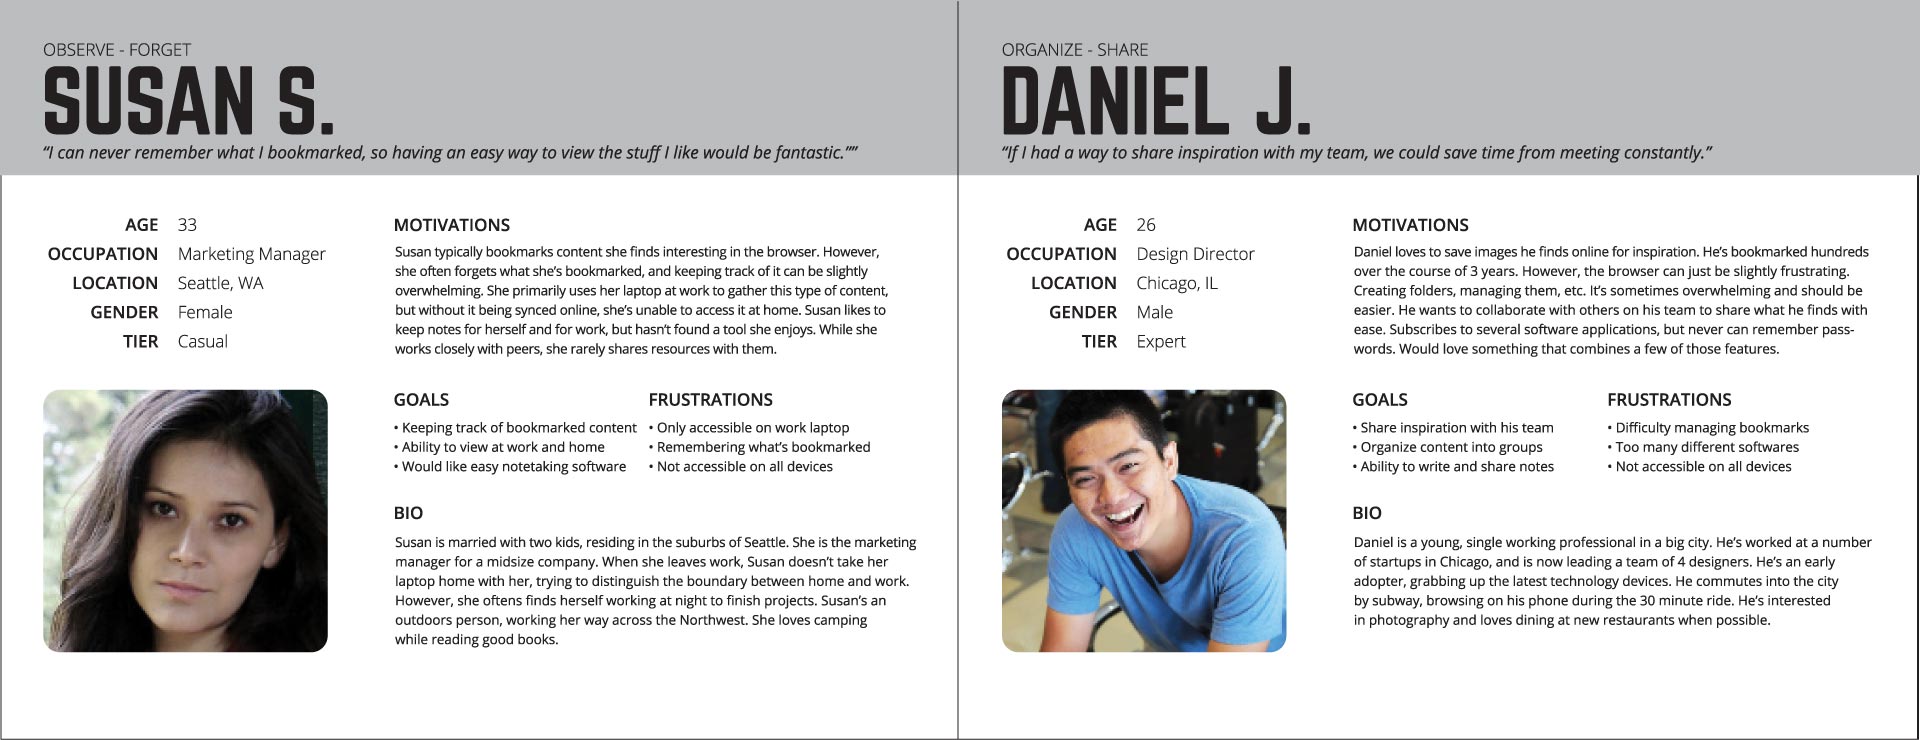 OBSERVE - FORGET
SUSAN S.
“I can never remember what I bookmarked, so having an easy way to view the stuff I like would be fantastic.””
AGE 33
OCCUPATION Marketing Manager
LOCATION Seattle, WA
GENDER Female
TIER Casual
MOTIVATIONS
Susan typically bookmarks content she finds interesting in the browser. However,
she often forgets what she’s bookmarked, and keeping track of it can be slightly
overwhelming. She primarily uses her laptop at work to gather this type of content,
but without it being synced online, she’s unable to access it at home. Susan likes to
keep notes for herself and for work, but hasn’t found a tool she enjoys. While she
works closely with peers, she rarely shares resources with them.
GOALS
• Keeping track of bookmarked content
• Ability to view at work and home
• Would like easy notetaking software
FRUSTRATIONS
• Only accessible on work laptop
• Remembering what’s bookmarked
• Not accessible on all devices
BIO
Susan is married with two kids, residing in the suburbs of Seattle. She is the marketing
manager for a midsize company. When she leaves work, Susan doesn’t take her
laptop home with her, trying to distinguish the boundary between home and work.
However, she oftens finds herself working at night to finish projects. Susan’s an
outdoors person, working her way across the Northwest. She loves camping
while reading good books.
ORGANIZE - SHARE
DANIEL J.
“If I had a way to share inspiration with my team, we could save time from meeting constantly.”
AGE 26
OCCUPATION Design Director
LOCATION Chicago, IL
GENDER Male
TIER Expert
MOTIVATIONS
Daniel loves to save images he finds online for inspiration. He’s bookmarked hundreds
over the course of 3 years. However, the browser can just be slightly frustrating.
Creating folders, managing them, etc. It’s sometimes overwhelming and should be
easier. He wants to collaborate with others on his team to share what he finds with
ease. Subscribes to several software applications, but never can remember pass-
words. Would love something that combines a few of those features.
GOALS
• Share inspiration with his team
• Organize content into groups
• Ability to write and share notes
FRUSTRATIONS
• Difficulty managing bookmarks
• Too many different softwares
• Not accessible on all devices
BIO
Daniel is a young, single working professional in a big city. He’s worked at a number
of startups in Chicago, and is now leading a team of 4 designers. He’s an early
adopter, grabbing up the latest technology devices. He commutes into the city
by subway, browsing on his phone during the 30 minute ride. He’s interested
in photography and loves dining at new restaurants when possible.